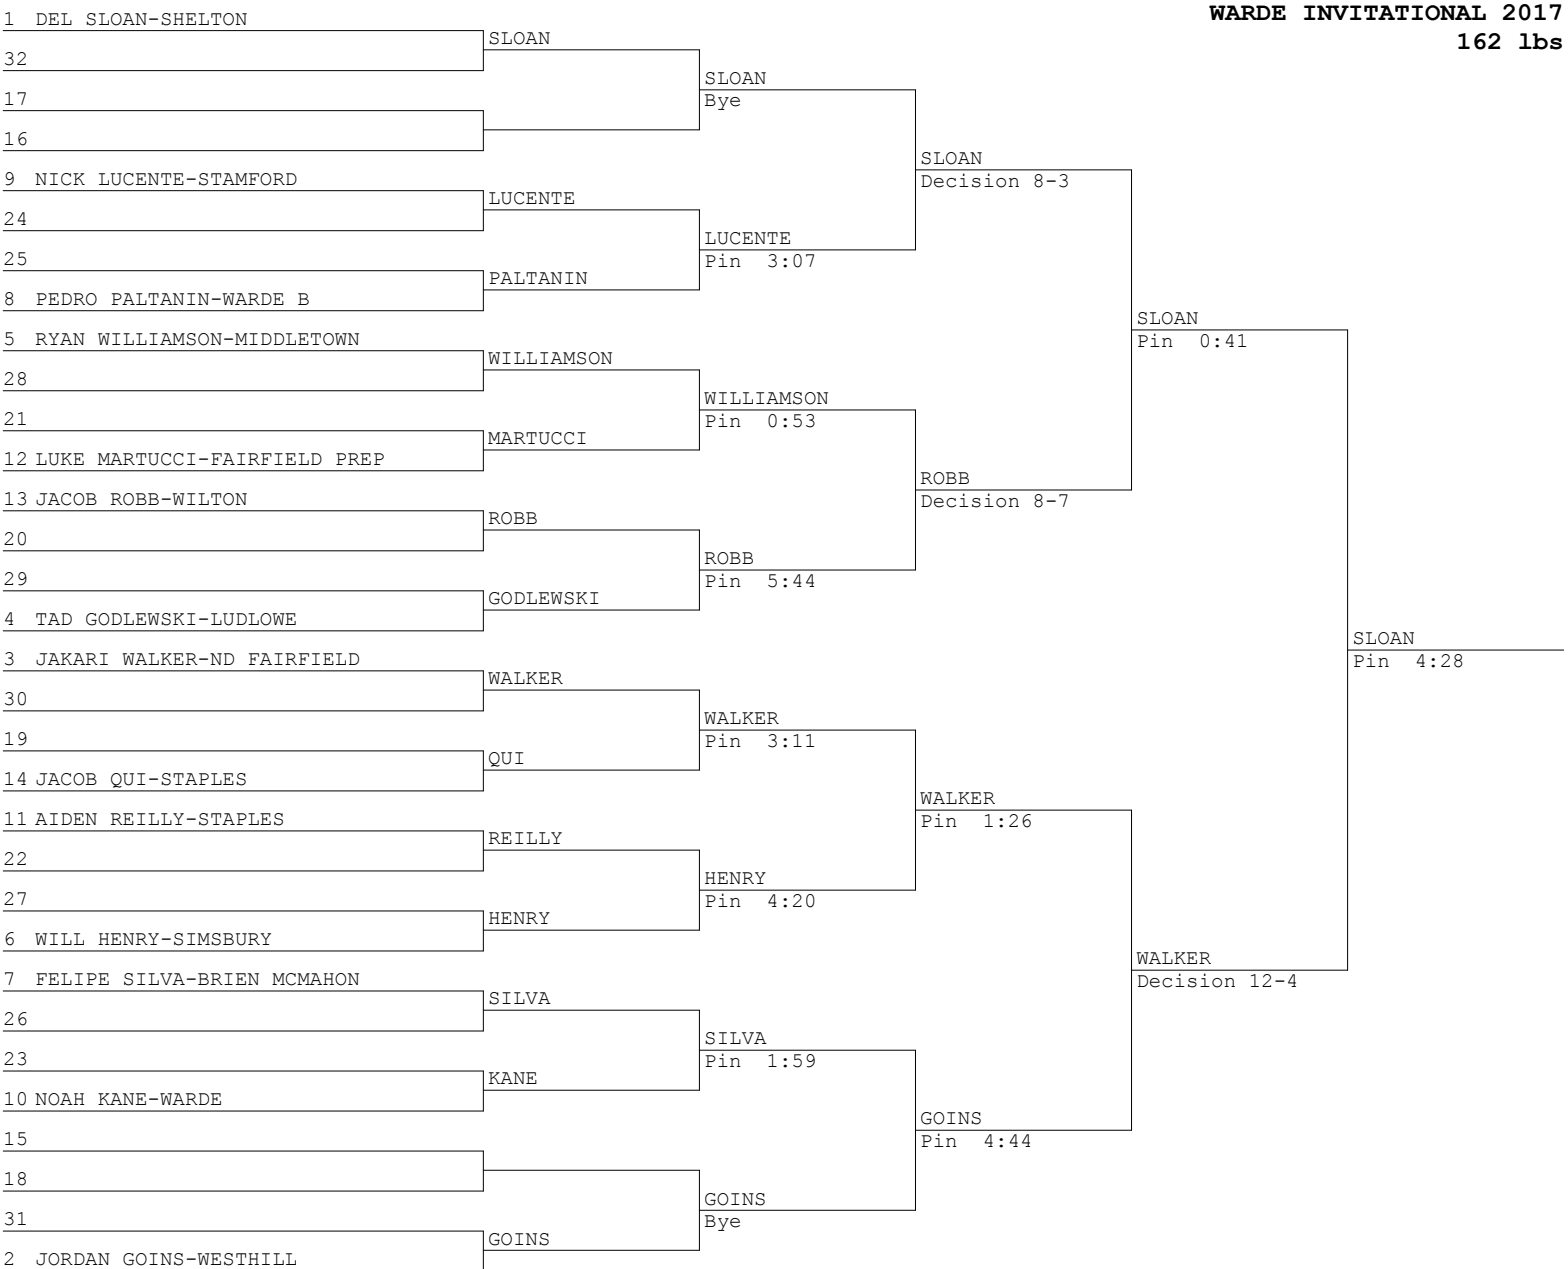 WARDE INVITATIONAL 2017
162 lbs
1 DEL SLOAN-SHELTON
32
17
16
9 NICK LUCENTE-STAMFORD
24
25
8 PEDRO PALTANIN-WARDE B
5 RYAN WILLIAMSON-MIDDLETOWN
28
21
12 LUKE MARTUCCI-FAIRFIELD PREP
13 JACOB ROBB-WILTON
20
29
4 TAD GODLEWSKI-LUDLOWE
3 JAKARI WALKER-ND FAIRFIELD
30
19
14 JACOB QUI-STAPLES
11 AIDEN REILLY-STAPLES
22
27
6 WILL HENRY-SIMSBURY
7 FELIPE SILVA-BRIEN MCMAHON
26
23
10 NOAH KANE-WARDE
15
18
31
2 JORDAN GOINS-WESTHILL
SLOAN
LUCENTE
PALTANIN
WILLIAMSON
MARTUCCI
ROBB
GODLEWSKI
WALKER
QUI
REILLY
HENRY
SILVA
KANE
GOINS
SLOAN
Bye
LUCENTE
Pin 3:07
WILLIAMSON
Pin 0:53
ROBB
Pin 5:44
WALKER
Pin 3:11
HENRY
Pin 4:20
SILVA
Pin 1:59
GOINS
Bye
SLOAN
Decision 8-3
ROBB
Decision 8-7
WALKER
Pin 1:26
GOINS
Pin 4:44
SLOAN
Pin 0:41
WALKER
Decision 12-4
SLOAN
Pin 4:28